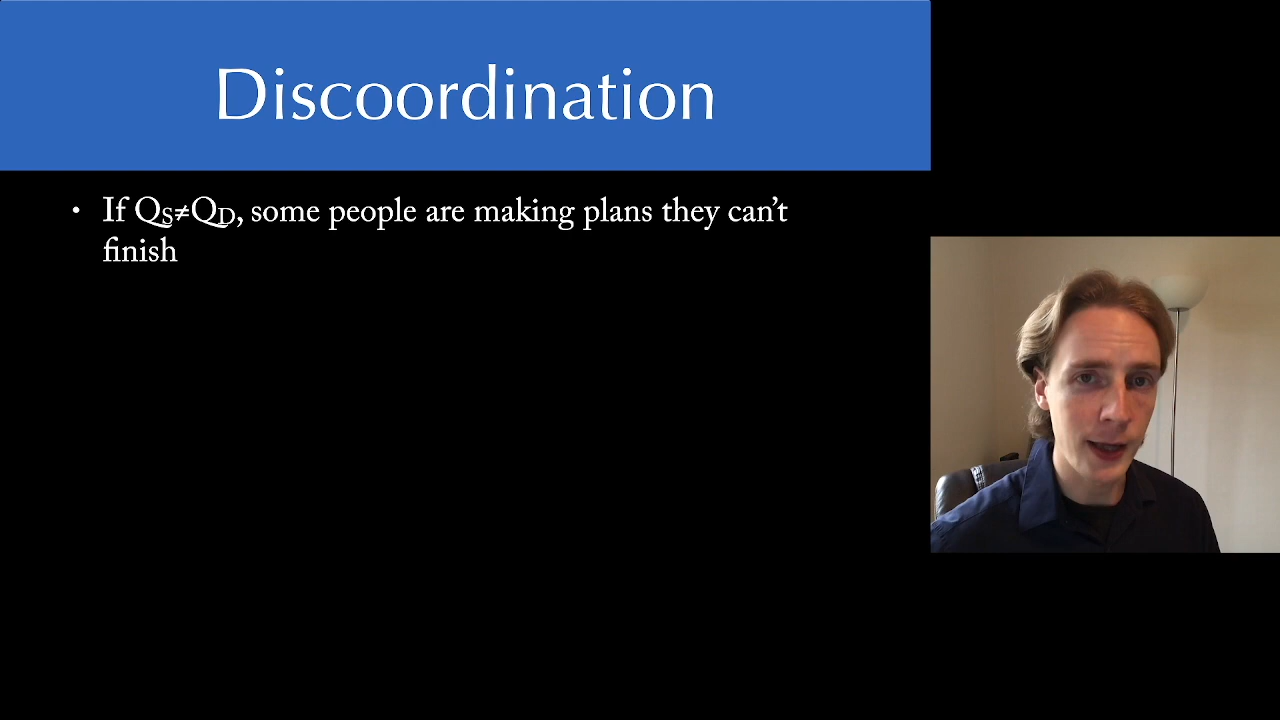 Discoordination
• If QS≠QD, some people are making plans they can’t
finish